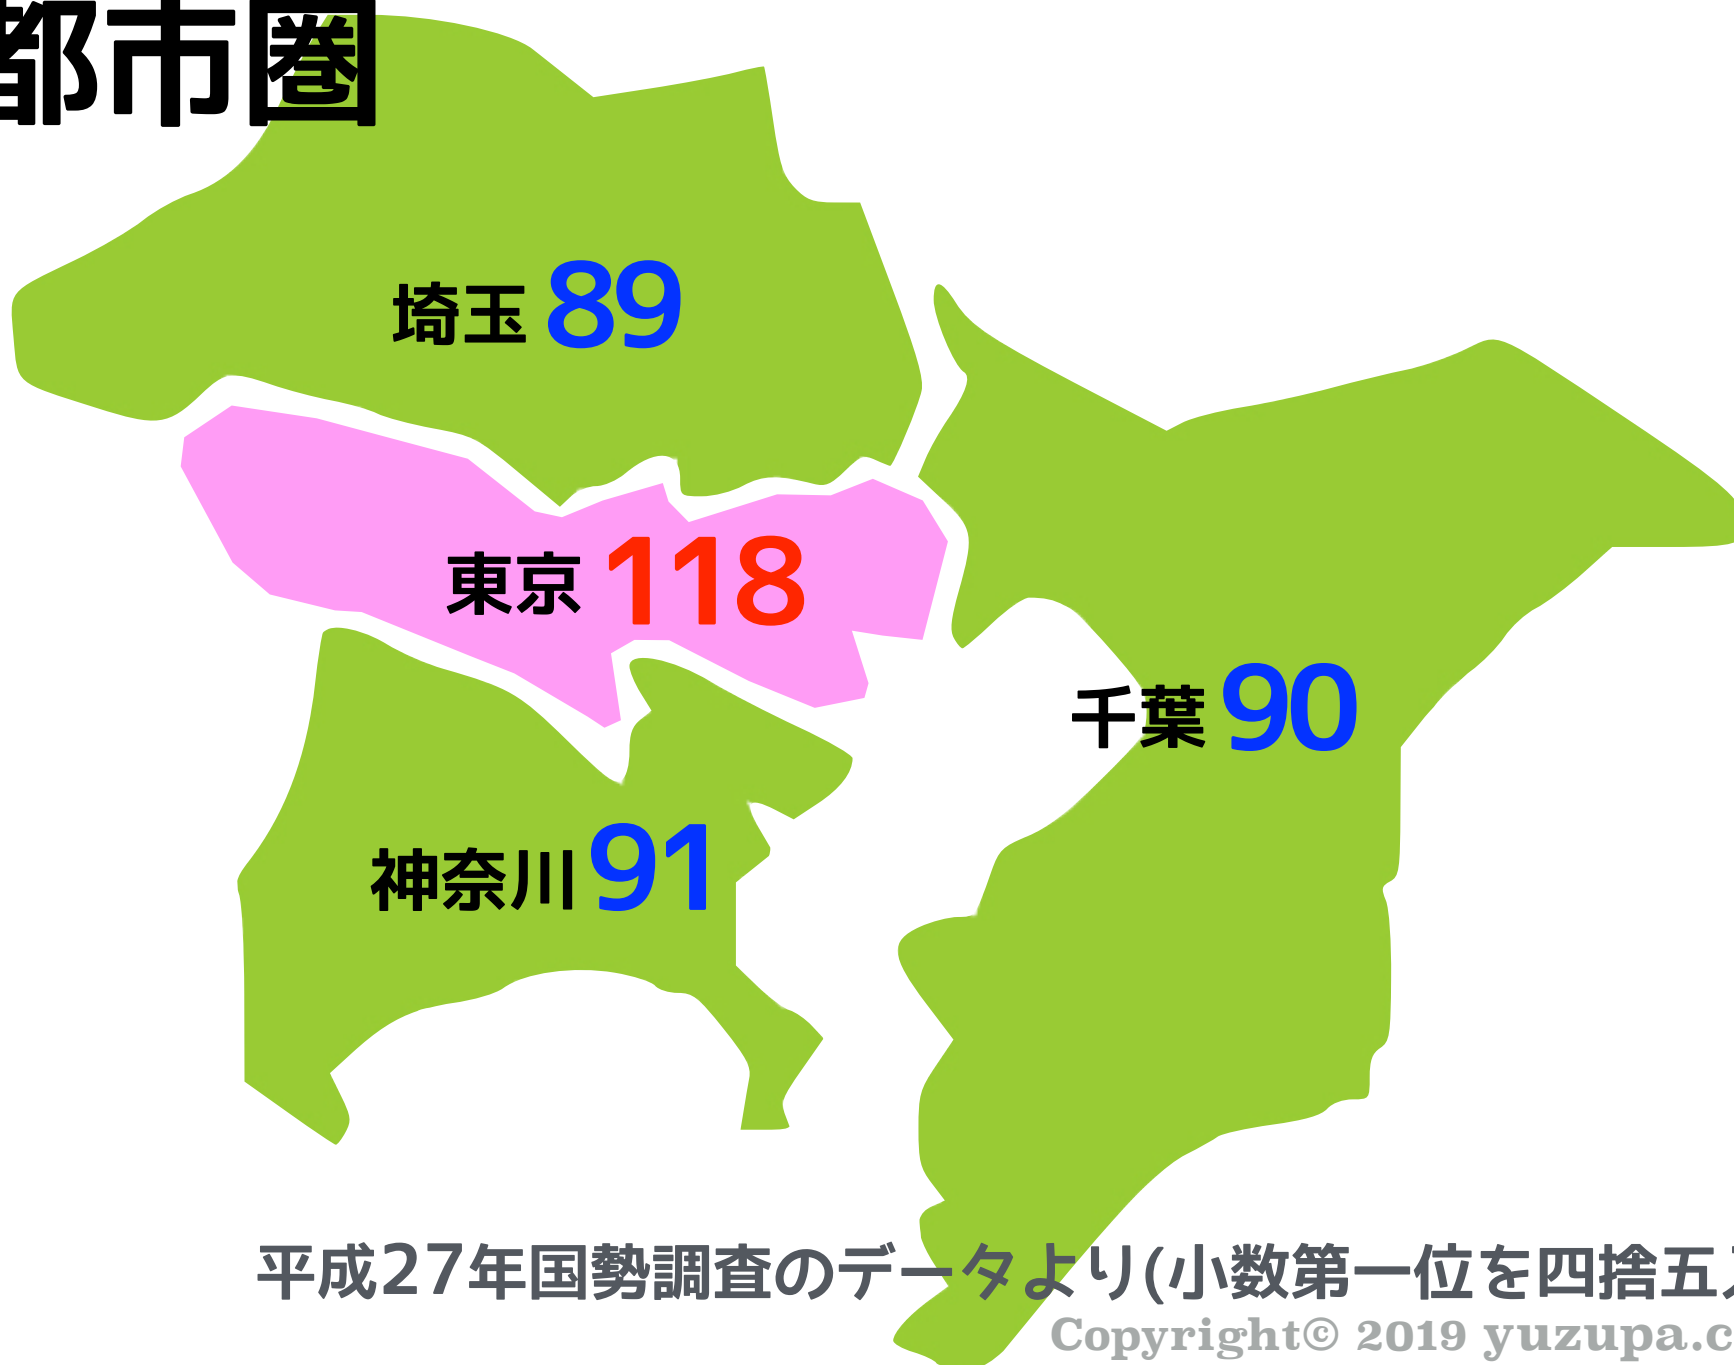 都市圏
埼玉 89
東京 118
千葉 90
神奈川 91
平成27年国勢調査のデータより(小数第一位を四捨五
Copyright© 2019 yuzupa.c